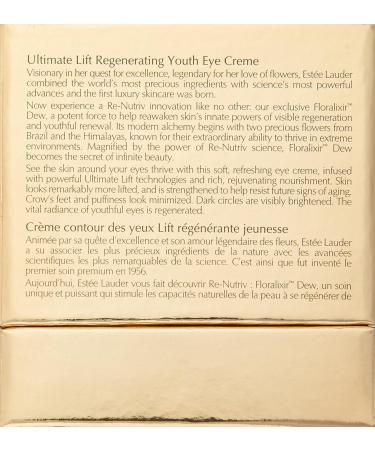 Ultimate Lift Regenerating Youth Eye Creme
Visionary in her quest for excellence, legendary for her love of flowers, Estée Lauder
combined the world's most precious ingredients with science's most powerful
advances and the first luxury skincare was born.
Now experience a Re-Nutriv innovation like no other: our exclusive Floralixir™
Dew, a potent force to help reawaken skin's innate powers of visible regeneration
and youthful renewal. Its modern alchemy begins with two precious flowers from
Brazil and the Himalayas, known for their extraordinary ability to thrive in extreme
environments. Magnified by the power of Re-Nutriv science, Floralixir™ Dew
becomes the secret of infinite beauty.
See the skin around your eyes thrive with this soft, refreshing eye creme, infused
with powerful Ultimate Lift technologies and rich, rejuvenating nourishment. Skin
looks remarkably more lifted, and is strengthened to help resist future signs of aging.
Crow's feet and puffiness look minimized. Dark circles are visibly brightened. The
vital radiance of youthful eyes is regenerated.
Crème contour des yeux Lift régénérante jeunesse
Animée par sa quête d'excellence et son amour légendaire des fleurs, Estée Lauder
a su associer les plus précieux ingrédients de la nature avec les avancées
scientifiques les plus remarquables de la science. C'est ainsi que fut inventé le
premier soin premium en 1956.
Aujourd'hui, Estée Lauder vous fait découvrir Re-Nutriv : Floralixir™ Dew, un soin
unique et puissant qui stimule les capacités naturelles de la peau à se régénérer de